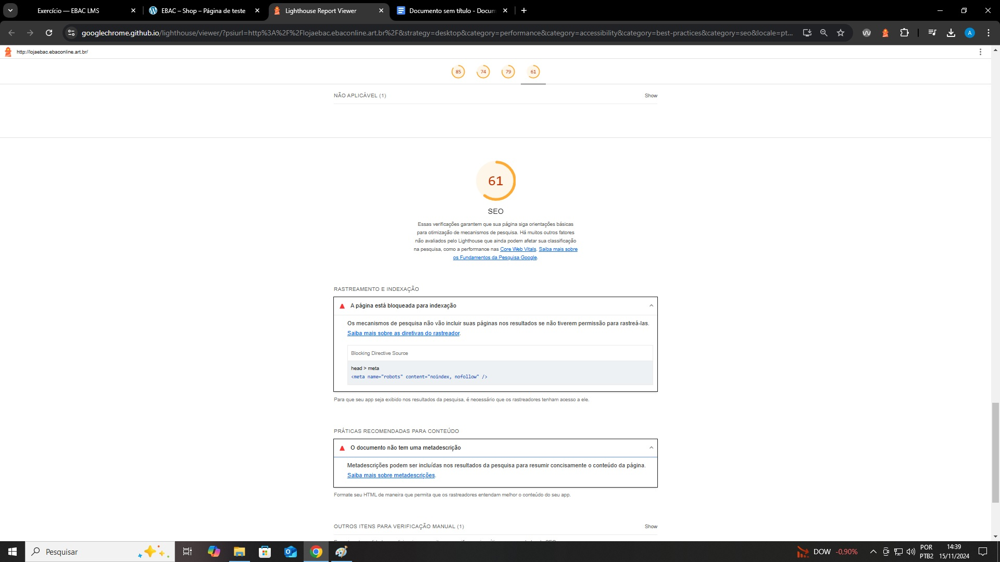 Exercício — EBAC LMS
EBAC – Shop – Página de teste
Lighthouse Report Viewer
Documento sem título - Docum
googlechrome.github.io/lighthouse/viewer/?psiurl=http%3A%2F%2Flojaebac.ebaconline.art.br%2F&strategy=desktop&category=performance&category=accessibility&category=best-practices&category=seo&locale=pt...
A
http://lojaebac.ebaconline.art.br/
85 74 79 61
NÃO APLICÁVEL (1) Show
61
SEO
Essas verificações garantem que sua página siga orientações básicas
para otimização de mecanismos de pesquisa. Há muitos outros fatores
não avaliados pelo Lighthouse que ainda podem afetar sua classificação
na pesquisa, como a performance nas Core Web Vitals. Saiba mais sobre
os Fundamentos da Pesquisa Google.
RASTREAMENTO E INDEXAÇÃO
A página está bloqueada para indexação
Os mecanismos de pesquisa não vão incluir suas páginas nos resultados se não tiverem permissão para rastreá-las.
Saiba mais sobre as diretivas do rastreador.
Blocking Directive Source
head > meta
<meta name="robots" content="noindex, nofollow" />
Para que seu app seja exibido nos resultados da pesquisa, é necessário que os rastreadores tenham acesso a ele.
PRÁTICAS RECOMENDADAS PARA CONTEÚDO
O documento não tem uma metadescrição
Metadescrições podem ser incluídas nos resultados da pesquisa para resumir concisamente o conteúdo da página.
Saiba mais sobre metadescrições.
Formate seu HTML de maneira que permita que os rastreadores entendam melhor o conteúdo do seu app.
OUTROS ITENS PARA VERIFICAÇÃO MANUAL (1) Show
Pesquisar
DOW -0,90%
POR
PTB2
14:39
15/11/2024